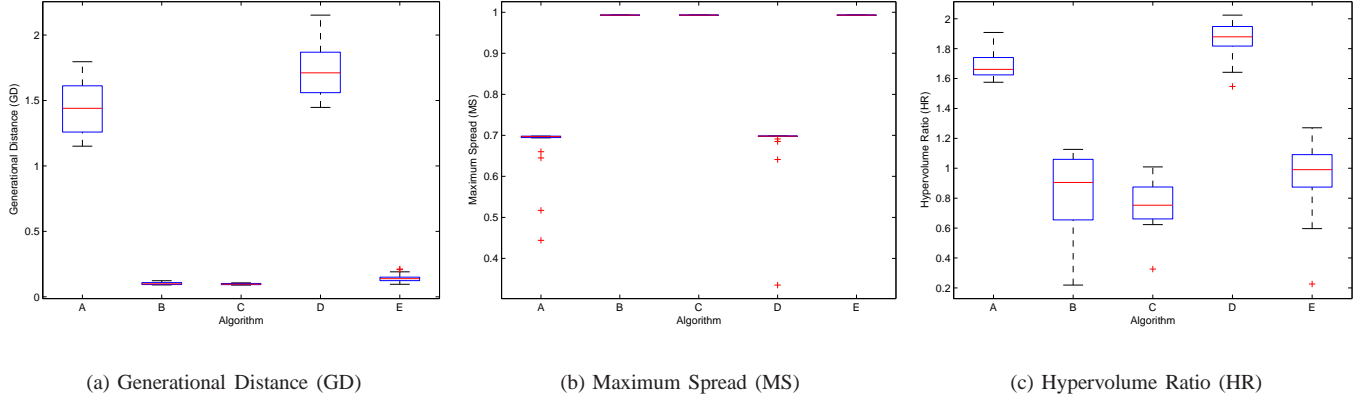 2
1.5
1
0.5
0
Generational Distance (GD)
A B C D E
Algorithm
(a) Generational Distance (GD)
1
0.9
0.8
0.7
0.6
0.5
0.4
Maximum Spread (MS)
A B C D E
Algorithm
(b) Maximum Spread (MS)
2
1.8
1.6
1.4
1.2
1
0.8
0.6
0.4
0.2
Hypervolume Ratio (HR)
A B C D E
Algorithm
(c) Hypervolume Ratio (HR)